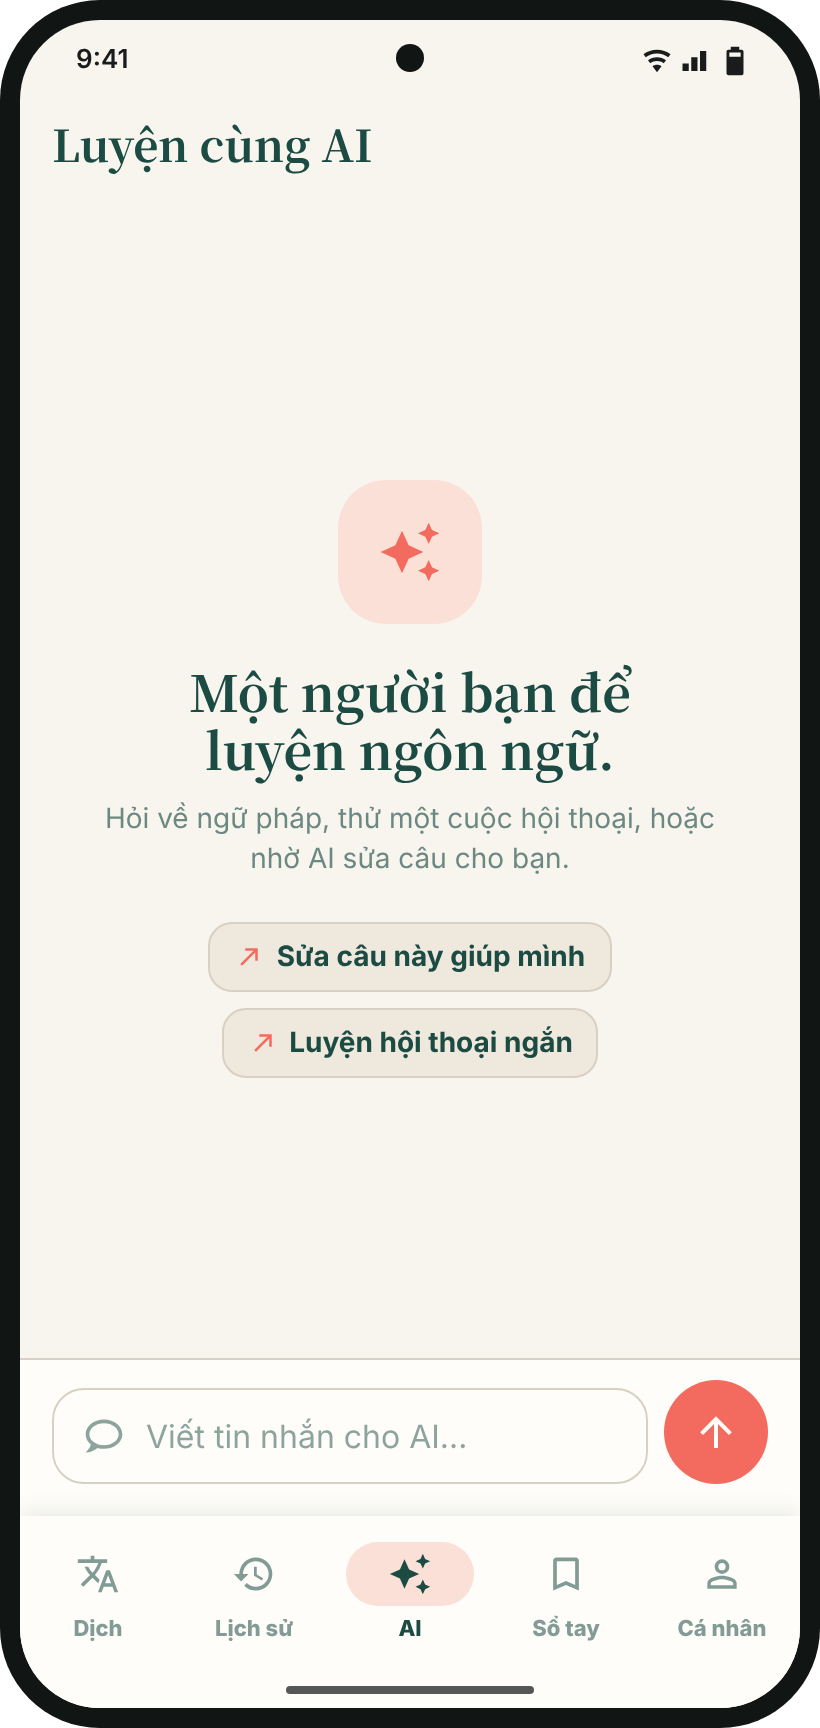 9:41
Luyện cùng AI
Một người bạn để
luyện ngôn ngữ.
Hỏi về ngữ pháp, thử một cuộc hội thoại, hoặc
nhờ AI sửa câu cho bạn.
Sửa câu này giúp mình
Luyện hội thoại ngắn
Viết tin nhắn cho AI...
Dịch
Lịch sử
AI
Sổ tay
Cá nhân